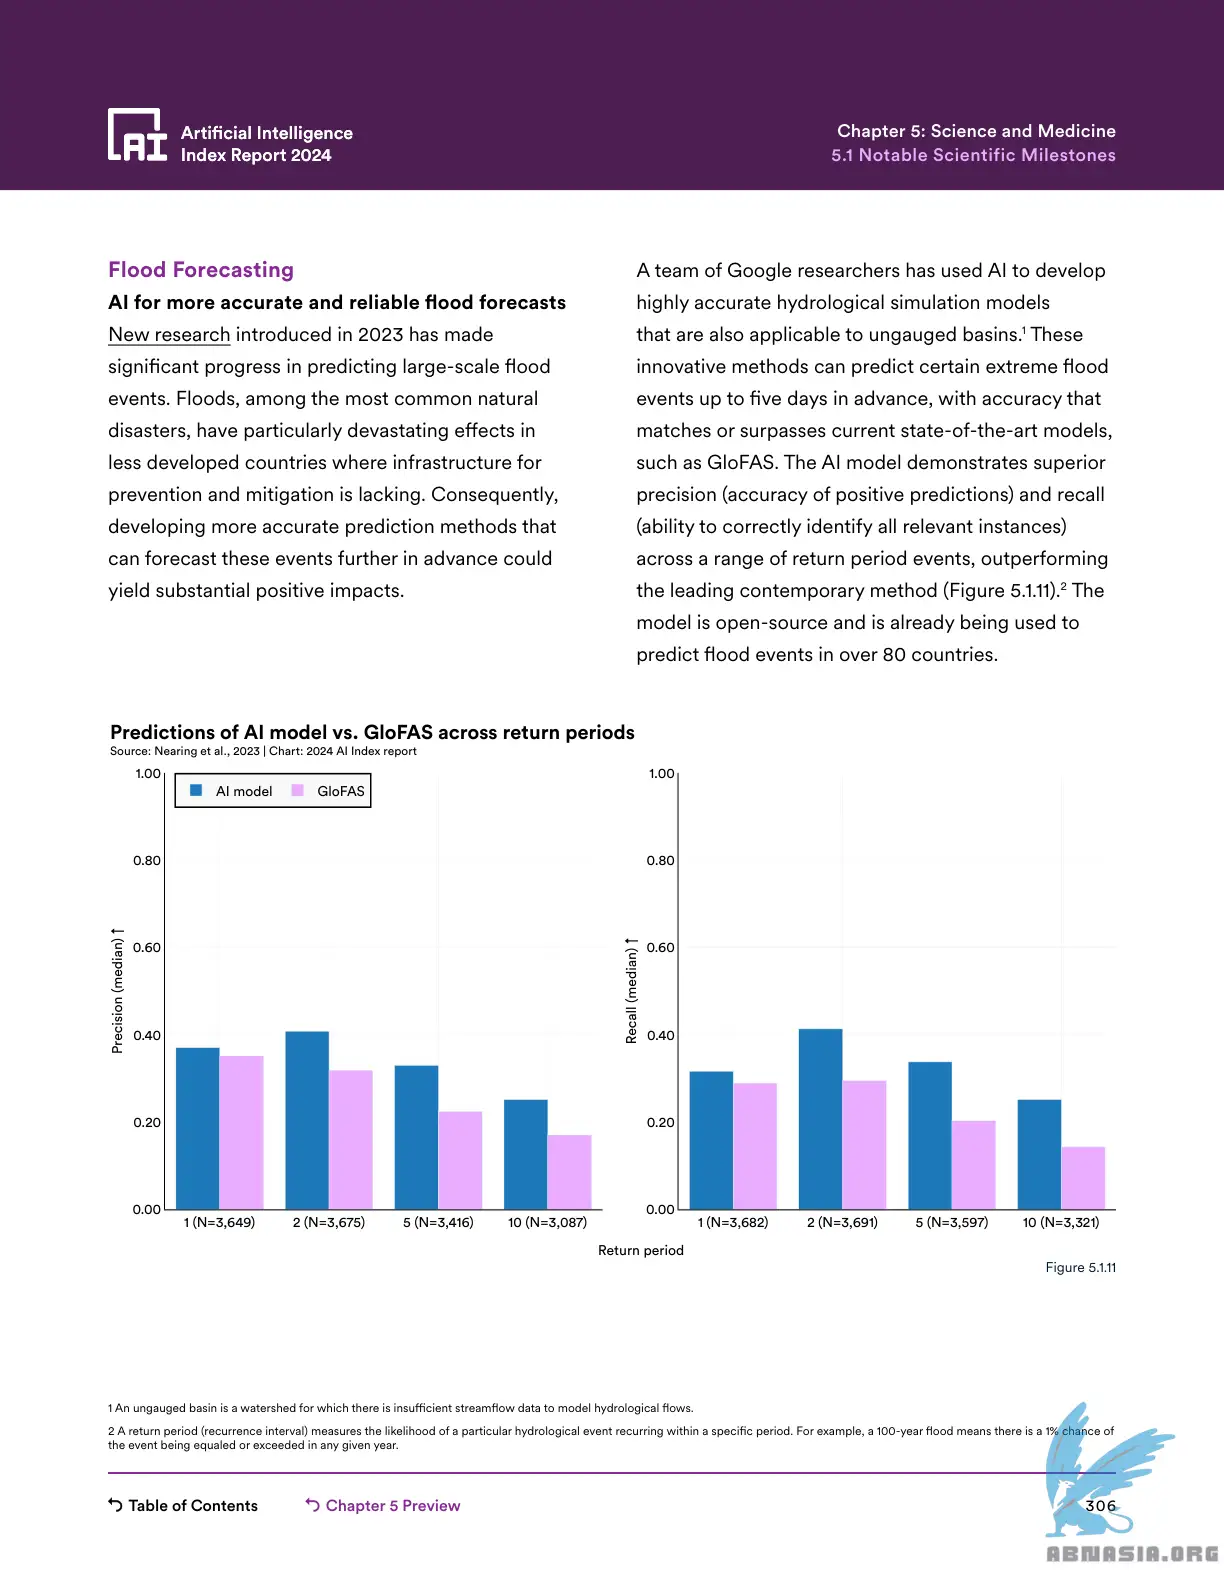 Artificial Intelligence
Index Report 2024
Chapter 5: Science and Medicine
5.1 Notable Scientific Milestones
Flood Forecasting
AI for more accurate and reliable flood forecasts
New research introduced in 2023 has made
significant progress in predicting large-scale flood
events. Floods, among the most common natural
disasters, have particularly devastating effects in
less developed countries where infrastructure for
prevention and mitigation is lacking. Consequently,
developing more accurate prediction methods that
can forecast these events further in advance could
yield substantial positive impacts.
A team of Google researchers has used AI to develop
highly accurate hydrological simulation models
that are also applicable to ungauged basins.¹ These
innovative methods can predict certain extreme flood
events up to five days in advance, with accuracy that
matches or surpasses current state-of-the-art models,
such as GloFAS. The AI model demonstrates superior
precision (accuracy of positive predictions) and recall
(ability to correctly identify all relevant instances)
across a range of return period events, outperforming
the leading contemporary method (Figure 5.1.11).² The
model is open-source and is already being used to
predict flood events in over 80 countries.
Predictions of AI model vs. GloFAS across return periods
Source: Nearing et al., 2023 | Chart: 2024 AI Index report
AI model GloFAS
Precision (median) ↑
1.00
0.80
0.60
0.40
0.20
0.00
1 (N=3,649) 2 (N=3,675) 5 (N=3,416) 10 (N=3,087)
Recall (median) ↑
1.00
0.80
0.60
0.40
0.20
0.00
1 (N=3,682) 2 (N=3,691) 5 (N=3,597) 10 (N=3,321)
Return period
Figure 5.1.11
1 An ungauged basin is a watershed for which there is insufficient streamflow data to model hydrological flows.
2 A return period (recurrence interval) measures the likelihood of a particular hydrological event recurring within a specific period. For example, a 100-year flood means there is a 1% chance of
the event being equaled or exceeded in any given year.
Table of Contents
Chapter 5 Preview
306
ABNASIA.ORG